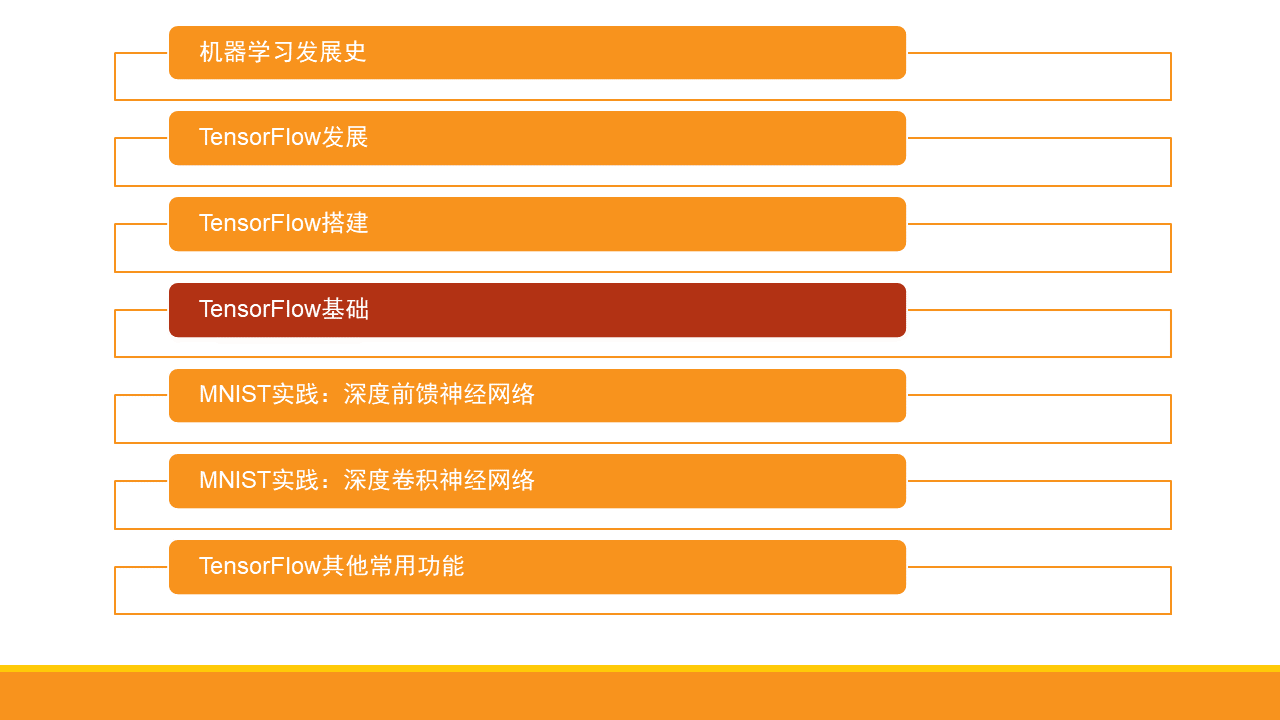 机器学习发展史
TensorFlow发展
TensorFlow搭建
TensorFlow基础
MNIST实践：深度前馈神经网络
MNIST实践：深度卷积神经网络
TensorFlow其他常用功能